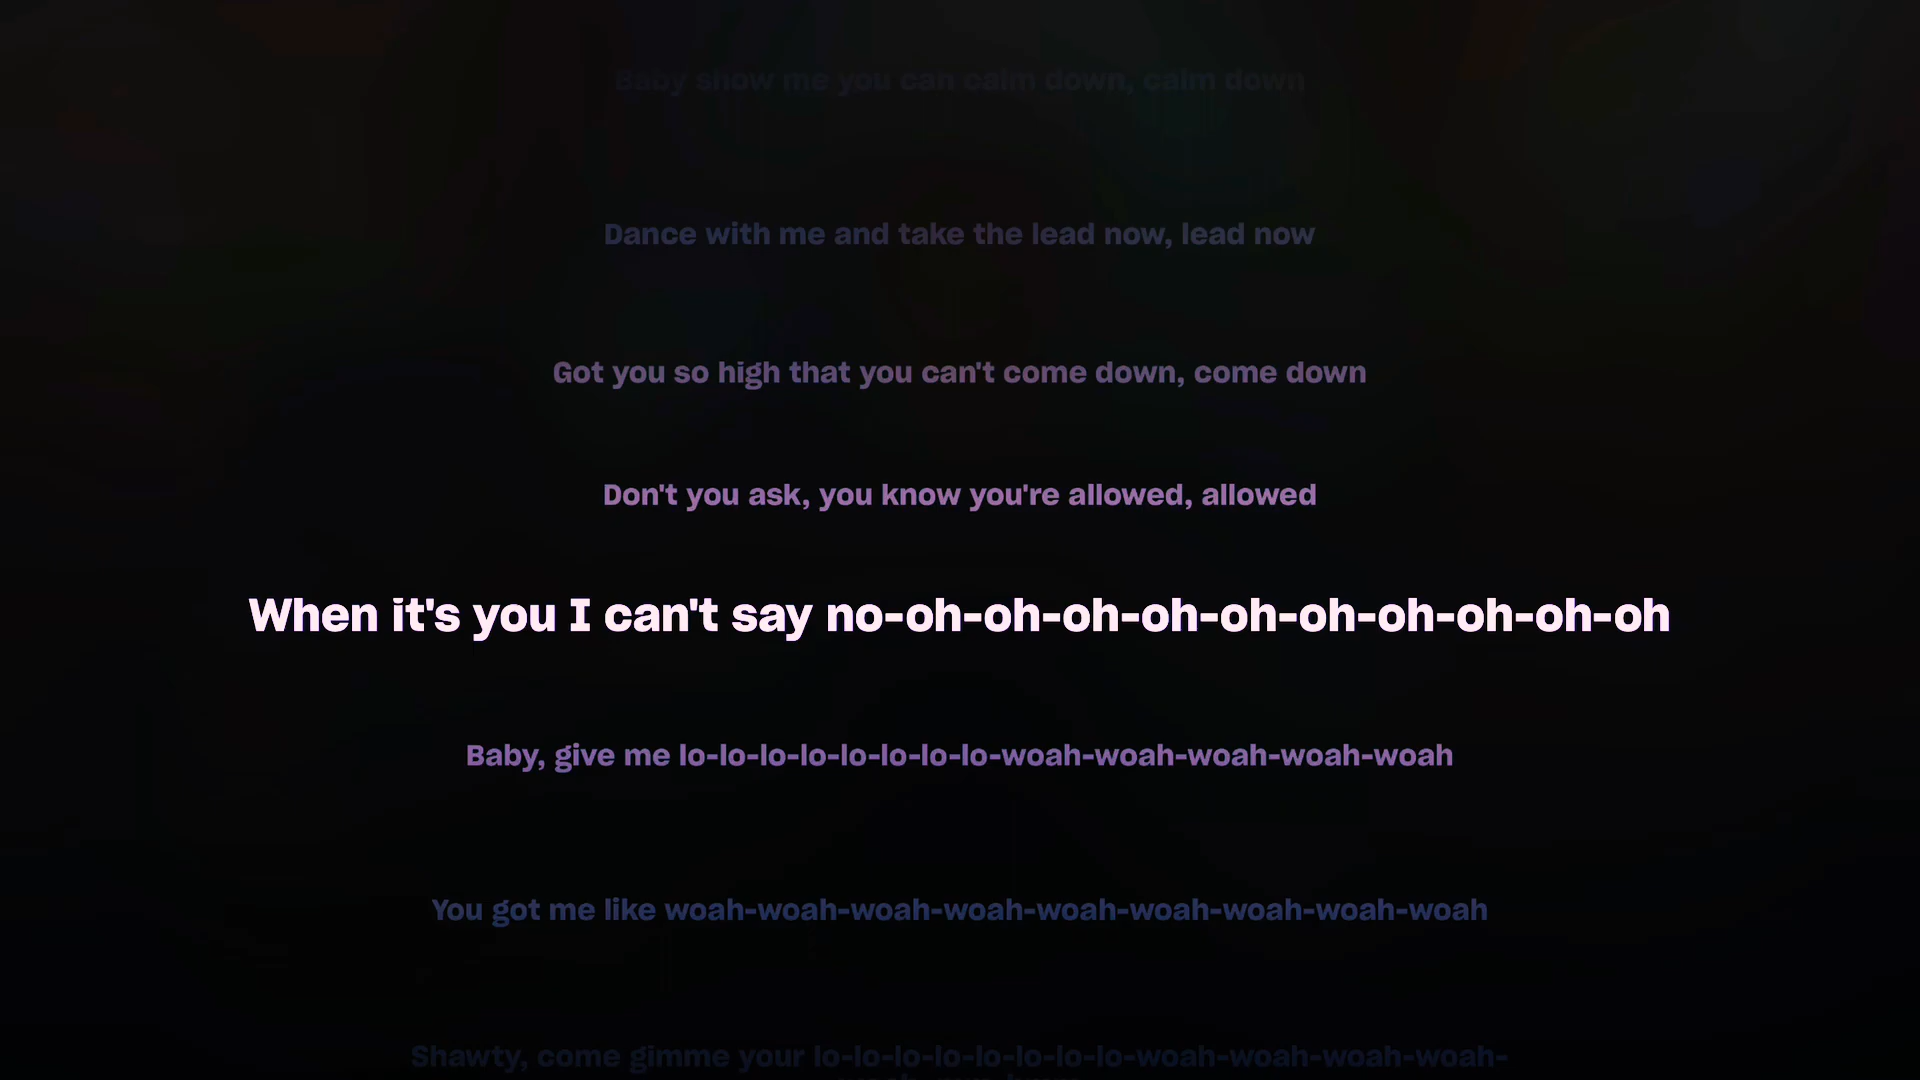 Baby show me you can calm down, calm down
Dance with me and take the lead now, lead now
Got you so high that you can't come down, come down
Don't you ask, you know you're allowed, allowed
When it's you I can't say no-oh-oh-oh-oh-oh-oh-oh-oh-oh-oh
Baby, give me lo-lo-lo-lo-lo-lo-lo-lo-woah-woah-woah-woah-woah
You got me like woah-woah-woah-woah-woah-woah-woah-woah-woah
Shawty, come gimme your lo-lo-lo-lo-lo-lo-lo-lo-woah-woah-woah-woah-